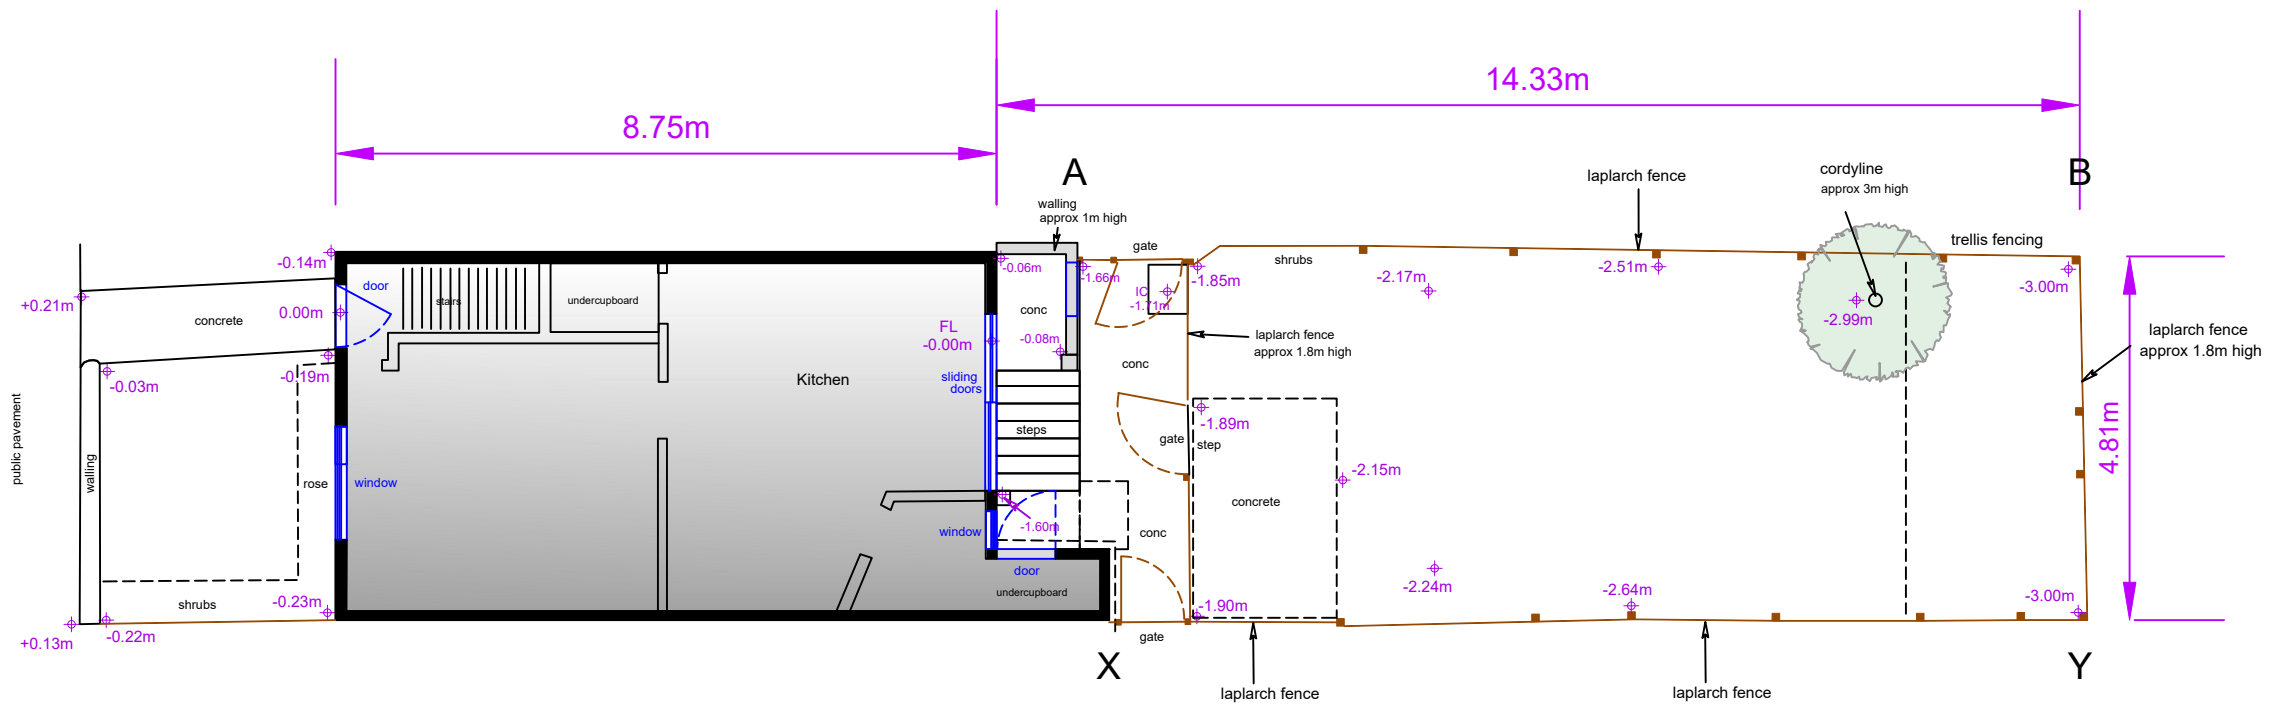 14.33m
8.75m
A
B
cordyline
approx 3m high
laplarch fence
walling
approx 1m high
gate
trellis fencing
shrubs
-0.14m
-0.06m
-1.66m
-1.85m
-2.17m
-2.51m
-3.00m
door
stairs
undercupboard
IC
-1.71m
+0.21m
0.00m
concrete
conc
-2.99m
FL
-0.00m
-0.08m
laplarch fence
approx 1.8m high
laplarch fence
approx 1.8m high
conc
-0.03m
-0.19m
Kitchen
sliding
doors
4.81m
public pavement
walling
steps
-1.89m
gate
step
-2.15m
rose
window
concrete
-1.60m
window
conc
door
undercupboard
-2.24m
-2.64m
-3.00m
shrubs
-0.23m
-1.90m
+0.13m
-0.22m
gate
X
Y
laplarch fence
laplarch fence